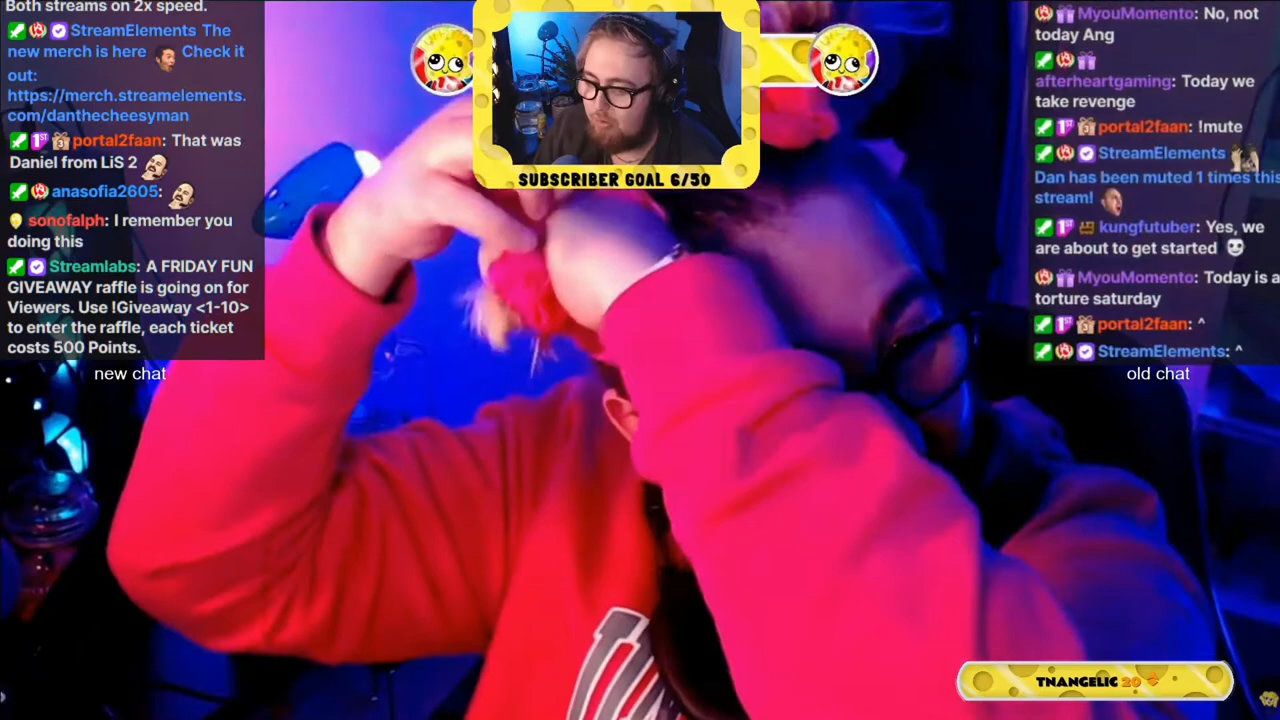 Both streams on 2x speed.
StreamElements The
new merch is here Check it
out:
https://merch.streamelements.
com/danthecheesyman
portal2faan: That was
Daniel from LiS 2
anasofia2605:
sonofalph: I remember you
doing this
Streamlabs: A FRIDAY FUN
GIVEAWAY raffle is going on for
Viewers. Use !Giveaway <1-10>
to enter the raffle, each ticket
costs 500 Points.
new chat
SUBSCRIBER GOAL 6/50
MyouMomento: No, not
today Ang
afterheartgaming: Today we
take revenge
portal2faan: !mute
StreamElements
Dan has been muted 1 times this
stream!
kungfutuber: Yes, we
are about to get started
MyouMomento: Today is a
torture saturday
portal2faan: ^
StreamElements: ^
old chat
TNANGELIC 20